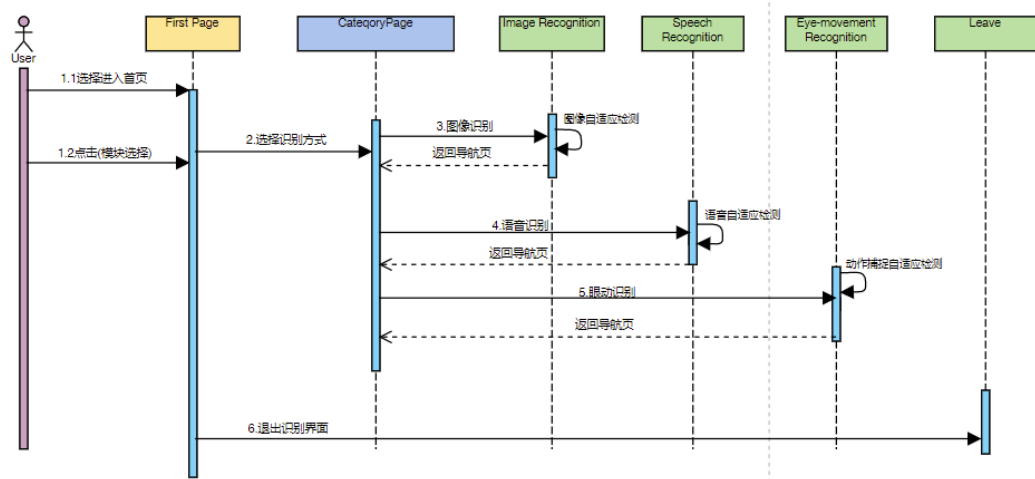 First Page
CateqoryPage
Image Recognition
Speech
Recognition
Eye-movement
Recognition
Leave
User
1.1选择进入首页
1.2点击(模块选择)
2.选择识别方式
3.图像识别
图像自适应检测
返回导航页
4.语音识别
语音自适应检测
返回导航页
5.眼动识别
动作捕捉自适应检测
返回导航页
6.退出识别界面